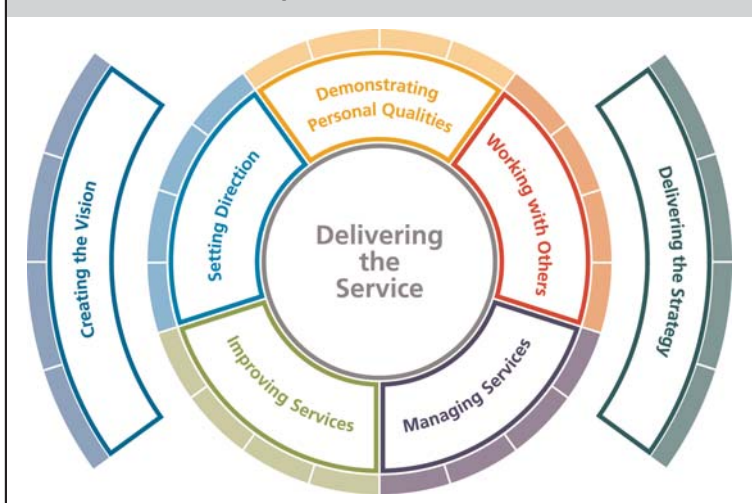 Demonstrating
Personal Qualities
Working with Others
Managing Services
Improving Services
Setting Direction
Delivering
the
Service
Creating the Vision
Delivering the Strategy